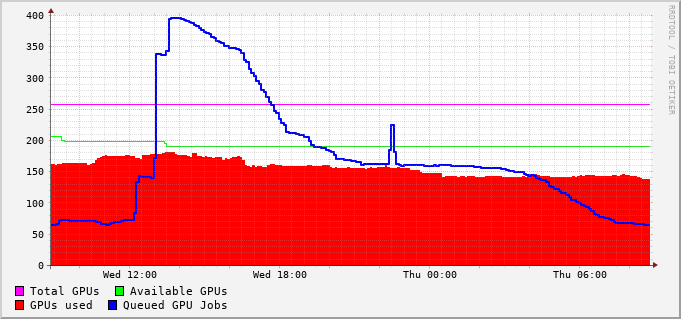 400
350
300
250
200
150
100
50
0
Wed 12:00 Wed 18:00 Thu 00:00 Thu 06:00
Total GPUs Available GPUs
GPUs used Queued GPU Jobs
RRDTOOL / TOBI OETIKER